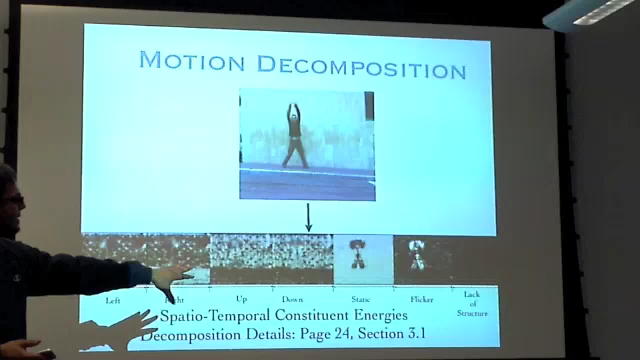 MOTION DECOMPOSITION
Left Right Up Down Static Flicker Lack
of
Structure
Spatio-Temporal Constituent Energies
Decomposition Details: Page 24, Section 3.1